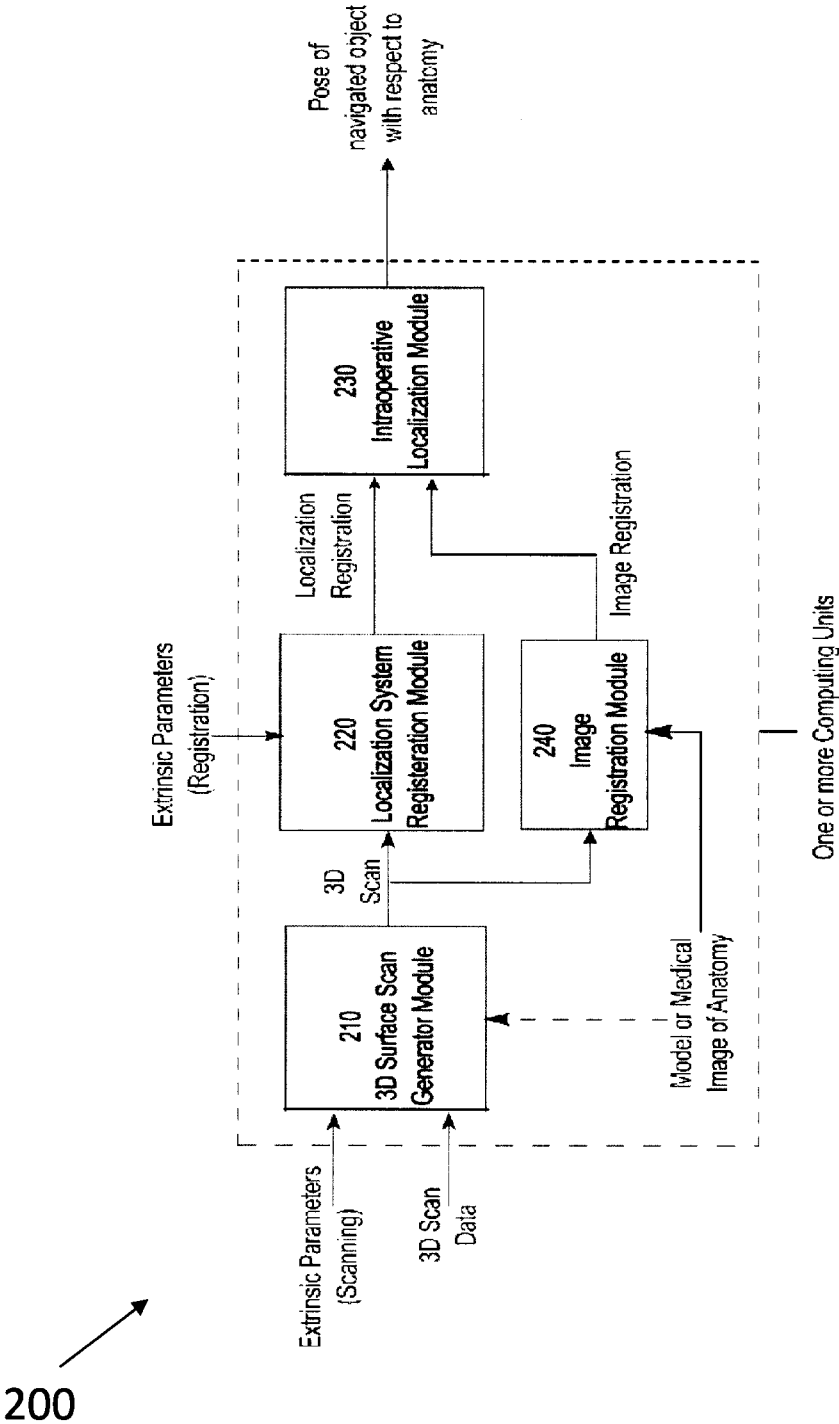 200
Extrinsic Parameters
(Scanning)
3D Scan
Data
210
3D Surface Scan
Generator Module
Model or Medical
Image of Anatomy
3D
Scan
Extrinsic Parameters
(Registration)
220
Localization System
Registeration Module
240
Image
Registration Module
Localization
Registration
Image Registration
230
Intraoperative
Localization Module
Pose of
navigated object
with respect to
anatomy
One or more Computing Units